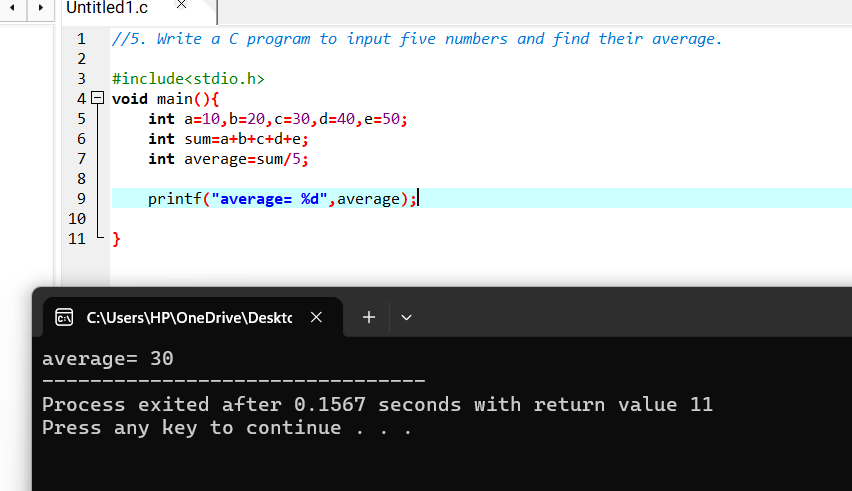 Untitled1.c
1 //5. Write a C program to input five numbers and find their average.
2
3 #include<stdio.h>
4 void main(){
5 int a=10,b=20,c=30,d=40,e=50;
6 int sum=a+b+c+d+e;
7 int average=sum/5;
8
9 printf("average= %d",average);
10
11 }
C:\Users\HP\OneDrive\Deskto
average= 30
--------------------------------
Process exited after 0.1567 seconds with return value 11
Press any key to continue . . .